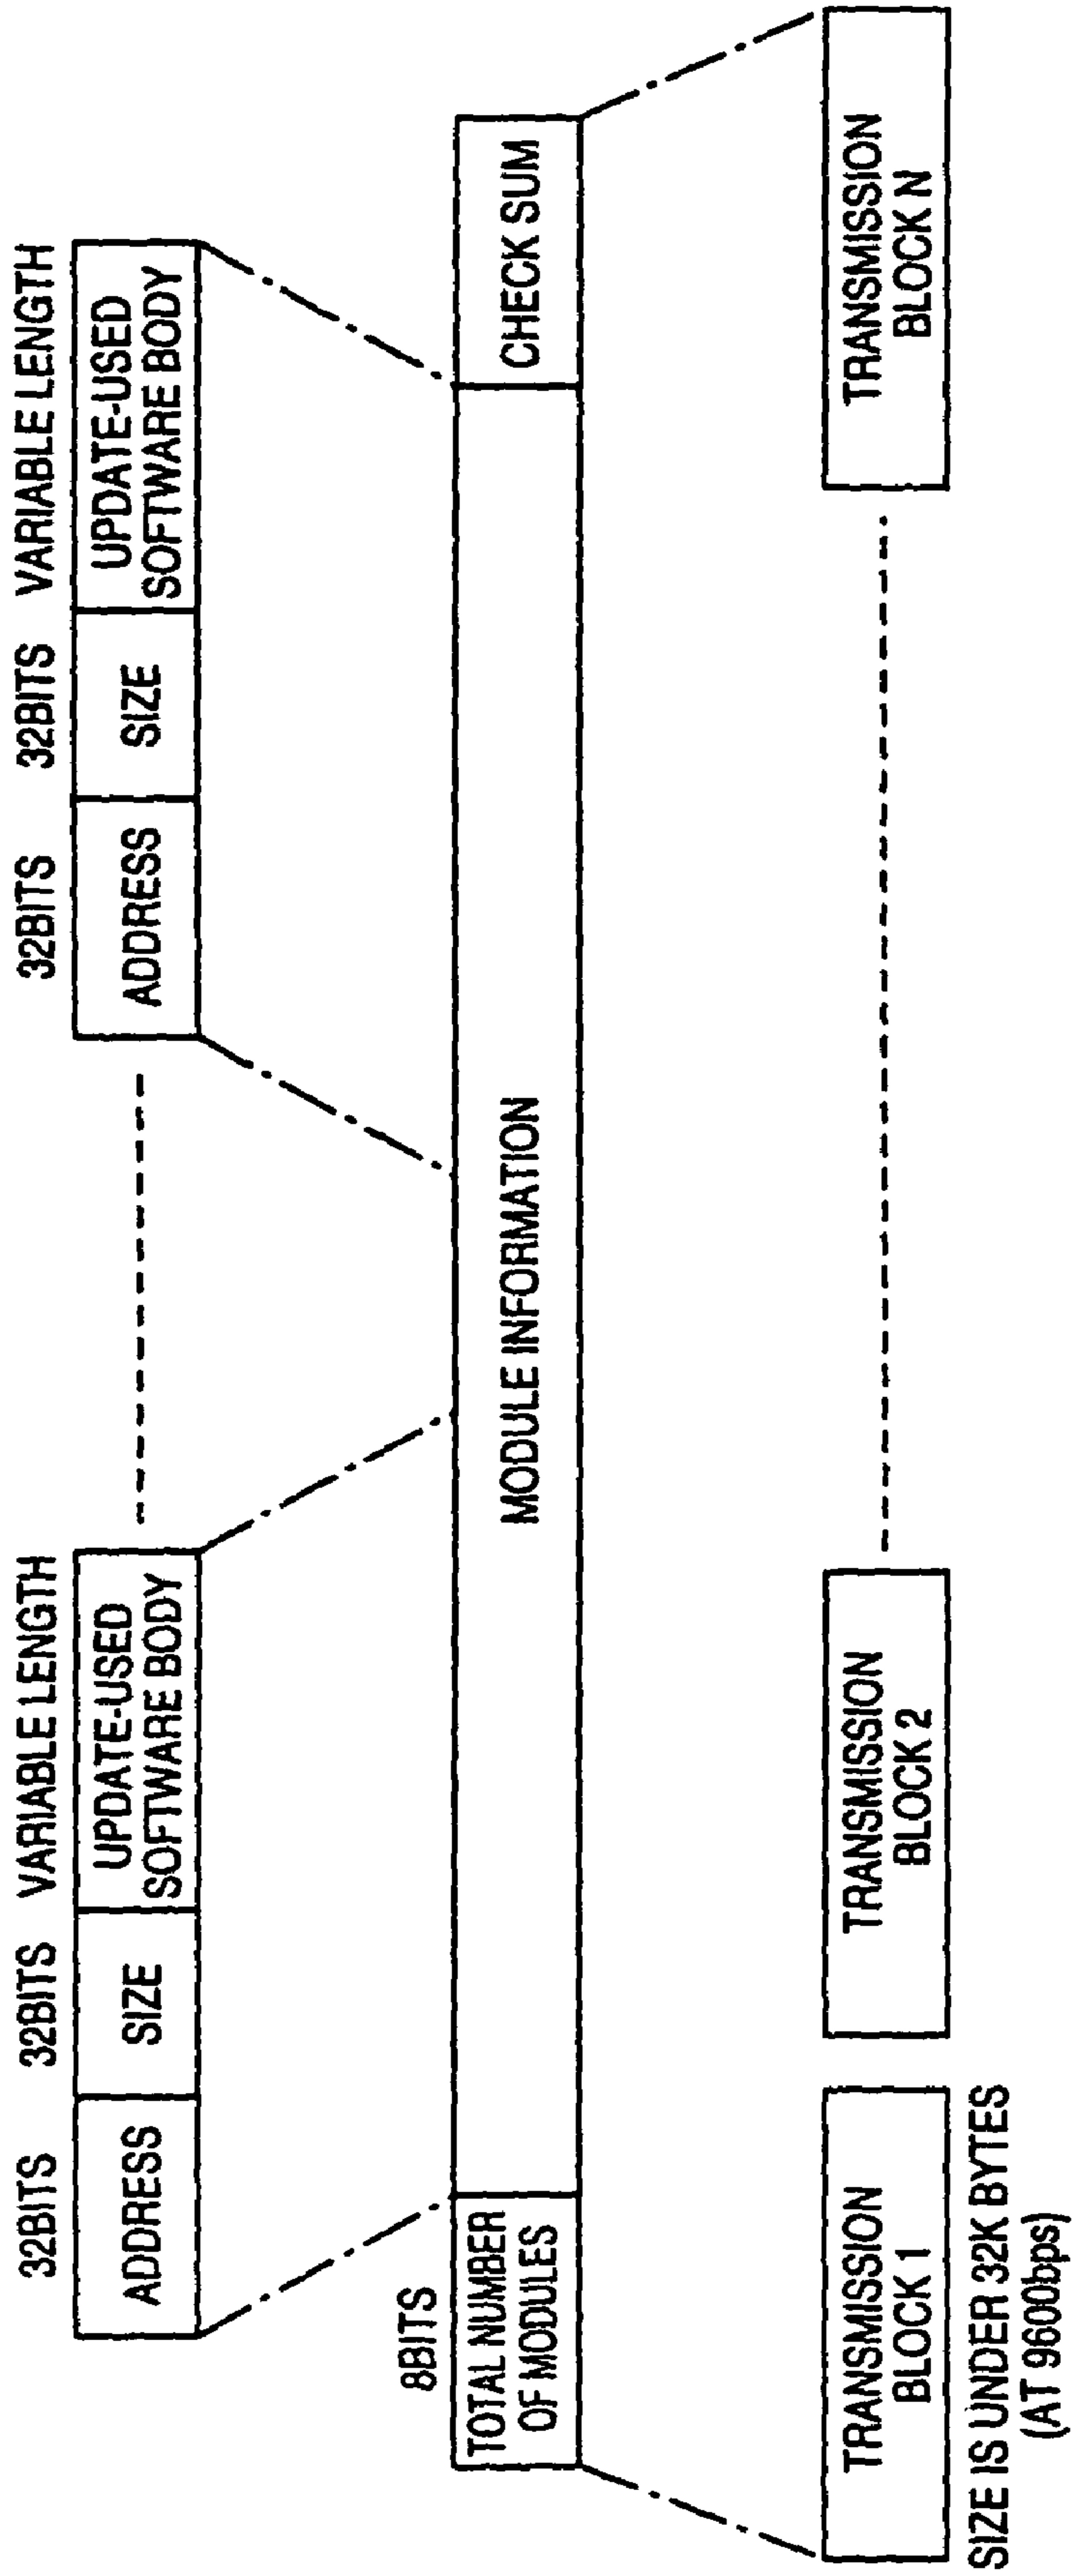 32BITS 32BITS VARIABLE LENGTH
ADDRESS SIZE UPDATE-USED
SOFTWARE BODY
32BITS 32BITS VARIABLE LENGTH
ADDRESS SIZE UPDATE-USED
SOFTWARE BODY
8BITS
TOTAL NUMBER
OF MODULES
MODULE INFORMATION
CHECK SUM
TRANSMISSION
BLOCK 1
SIZE IS UNDER 32K BYTES
(AT 9600bps)
TRANSMISSION
BLOCK 2
TRANSMISSION
BLOCK N